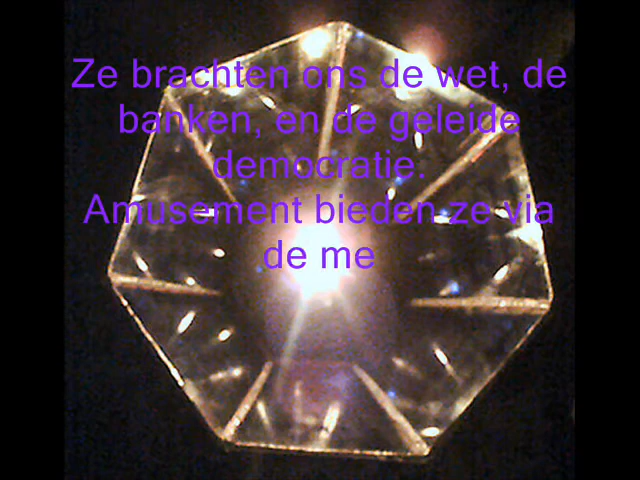 Ze brachten ons de wet, de
banken, en de geleide
democratie.
Amusement bieden ze via
de me